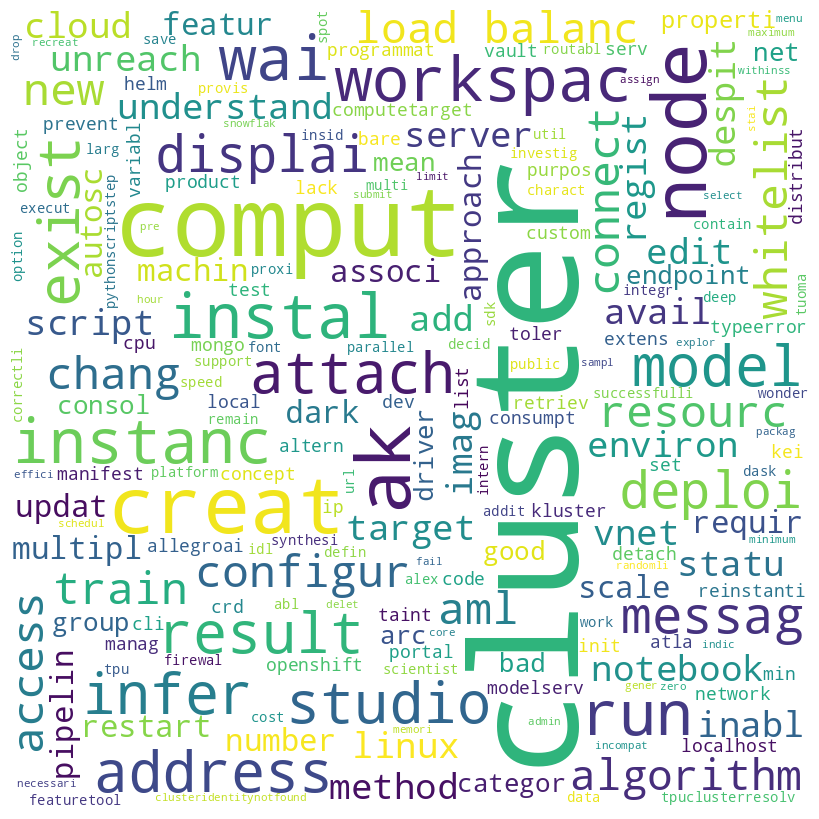 drop
recreat
cloud
save
featur
wai
spot
load balanc
properti
menu
maximum
unreach
helm
provis
programmat
vault
routabl
serv
net
new
understand
workspac
assign
withinss
node
despit
prevent
snowflak
computetarget
object
larg
variabl
insid
bare
server
util
investig
displai
mean
connect
regist
whitelist
stai
distribut
exist
autosc
product
lack
multi
limit
approach
purpos
charact
select
execut
comput
submit
cluster
custom
contain
option
pythonscriptstep
pre
machin
proxi
associ
edit
endpoint
integr
deep
tuoma
hour
test
sdk
avail
typeerror
script
cpu
instal
add
toler
extens
explor
correctli
mongo
font
parallel
decid
public
sampl
support
chang
speed
attach
list
model
successfulli
wonder
consol
local
dark
dev
imag
retriev
resourc
packag
remain
instanc
altern
driver
consumpt
environ
set
kei
ak
intern
dask
effici
manifest
platform
concept
url
deploi
minimum
creat
ip
addit
kluster
updat
schedul
target
vnet
requir
synthesi
good
detach
randomli
multipl
allegroai
idl
defin
fail
configur
alex
code
statu
reinstanti
train
abl
delet
scale
access
crd
taint
aml
init
work
messag
group
cli
result
arc
core
atla
indic
manag
openshift
portal
bad
pipelin
firewal
scientist
modelserv
notebook
min
tpu
infer
studio
gener
zero
network
restart
cost
memori
run
inabl
number
linux
admin
incompat
localhost
address
method
categor
algorithm
necessari
featuretool
clusteridentitynotfound
data
tpuclusterresolv